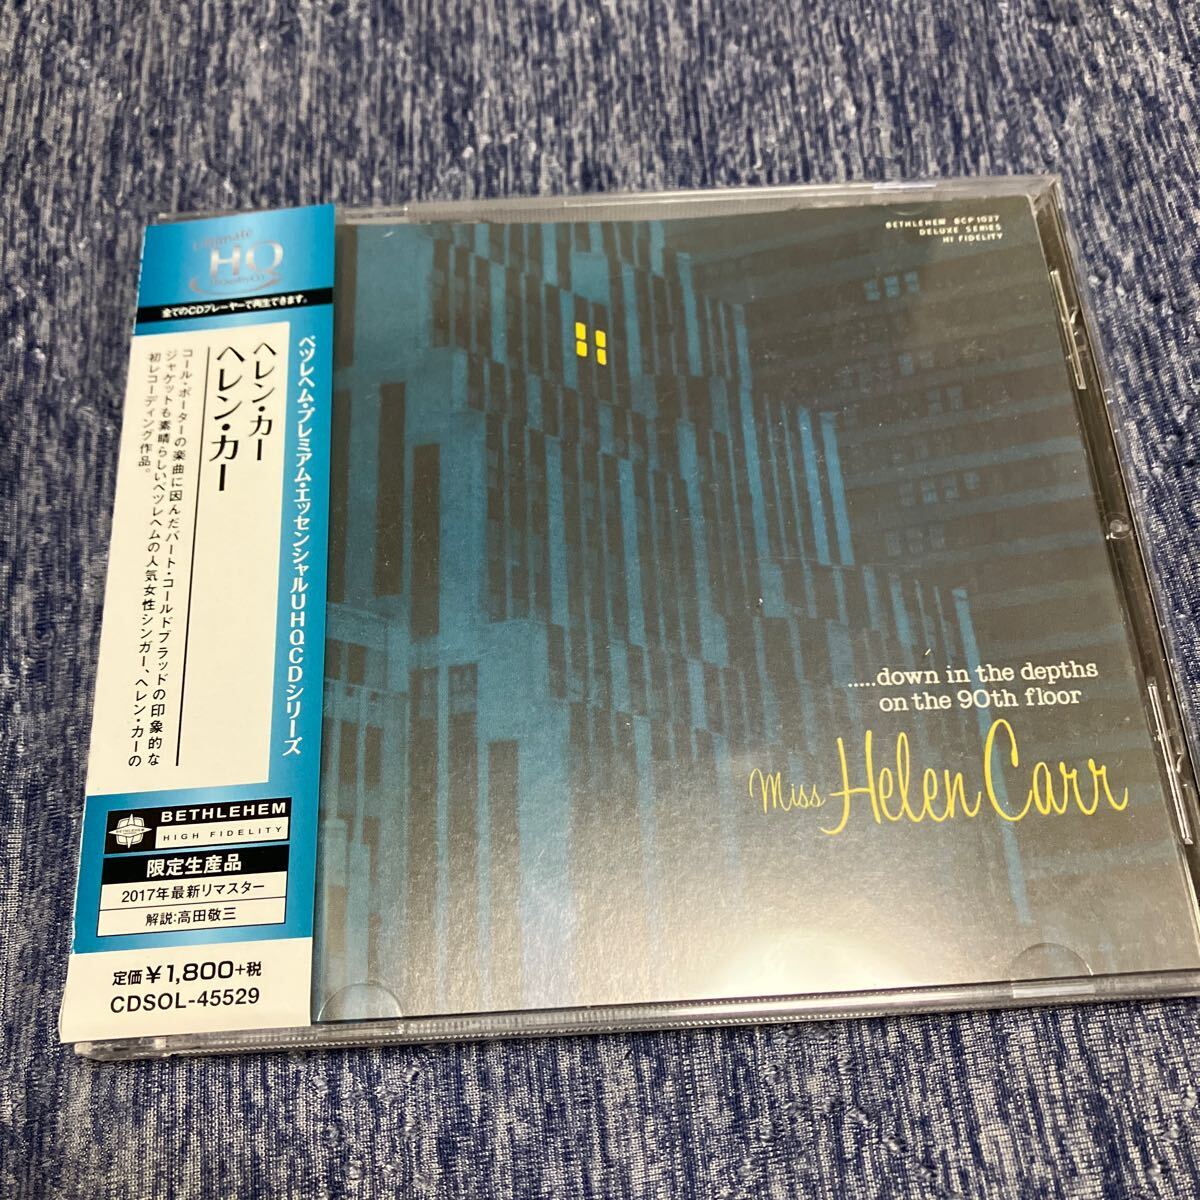 Ultimate
HQ
全てのCDプレーヤーで再生できます。
ベツレヘム・プレミアム・エッセンシャルUHQCDシリーズ
ヘレン・カー
ヘレン・カー
コール・ポーターの楽曲に因んだバート・ゴールドブラッドの印象的な
ジャケットも素晴らしいベツレヘムの人気女性シンガー、ヘレン・カーの
初レコーディング作品。
BETHLEHEM
HIGH FIDELITY
限定生産品
2017年最新リマスター
解説:高田敬三
定価¥1,800+税
CDSOL-45529
BETHLEHEM BCP 1027
DELUXE SERIES
HI FIDELITY
.....down in the depths
on the 90th floor
Miss Helen Carr